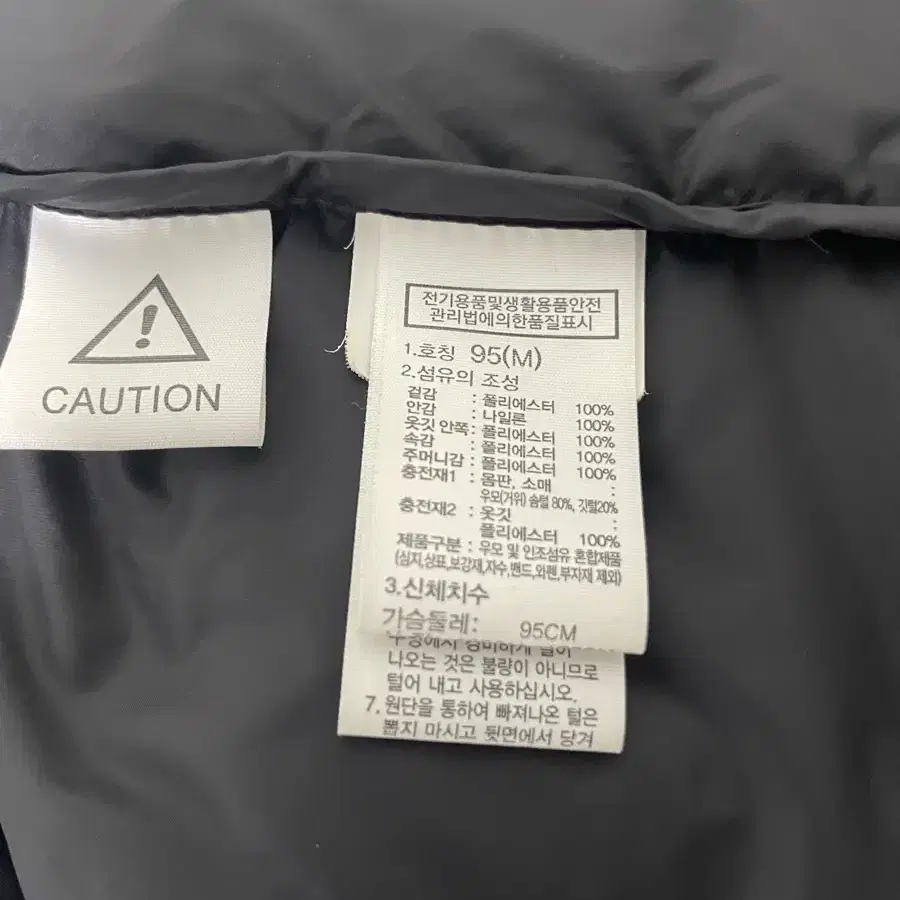 CAUTION
전기용품및생활용품안전
관리법에의한품질표시
1.호칭 95(M)
2.섬유의 조성
겉감 : 폴리에스터 100%
안감 : 나일론 100%
옷깃 안쪽 : 폴리에스터 100%
속감 : 폴리에스터 100%
주머니감 : 폴리에스터 100%
충전재1 : 몸판, 소매 :
우모(거위) 솜털 80%, 깃털20%
충전재2 : 옷깃 :
폴리에스터 100%
제품구분 : 우모 및 인조섬유 혼합제품
(심지,상표,보강재,자수,밴드,와펜,부자재 제외)
3.신체치수
가슴둘레: 95CM
나오는 것은 불량이 아니므로
털어 내고 사용하십시오.
7. 원단을 통하여 빠져나온 털은
뽑지 마시고 뒷면에서 당겨